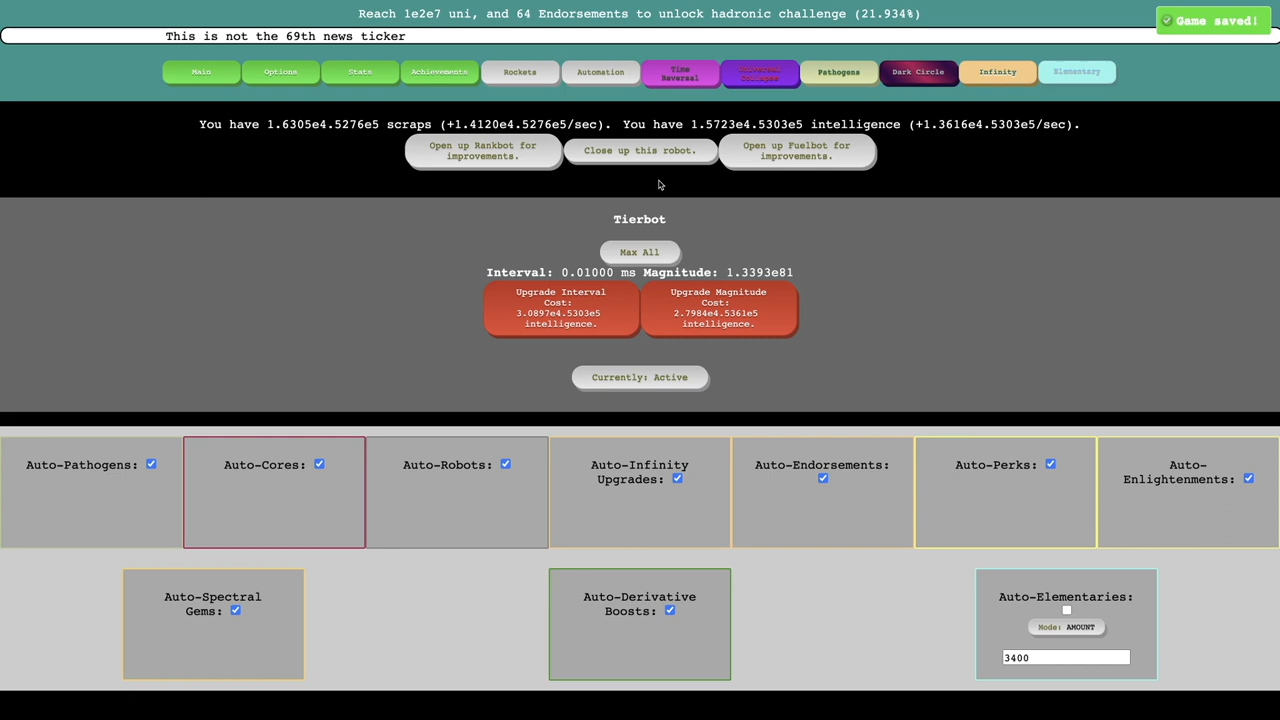 Reach 1e2e7 uni, and 64 Endorsements to unlock hadronic challenge (21.934%)
Game saved!
This is not the 69th news ticker
Main
Options
Stats
Achievements
Rockets
Automation
Time
Reversal
Universal
Collapse
Pathogens
Dark Circle
Infinity
Elementary
You have 1.6305e4.5276e5 scraps (+1.4120e4.5276e5/sec). You have 1.5723e4.5303e5 intelligence (+1.3616e4.5303e5/sec).
Open up Rankbot for
improvements.
Close up this robot.
Open up Fuelbot for
improvements.
Tierbot
Max All
Interval: 0.01000 ms Magnitude: 1.3393e81
Upgrade Interval
Cost:
3.0897e4.5303e5
intelligence.
Upgrade Magnitude
Cost:
2.7984e4.5361e5
intelligence.
Currently: Active
Auto-Pathogens:
Auto-Cores:
Auto-Robots:
Auto-Infinity
Upgrades:
Auto-Endorsements:
Auto-Perks:
Auto-
Enlightenments:
Auto-Spectral
Gems:
Auto-Derivative
Boosts:
Auto-Elementaries:
Mode: AMOUNT
3400